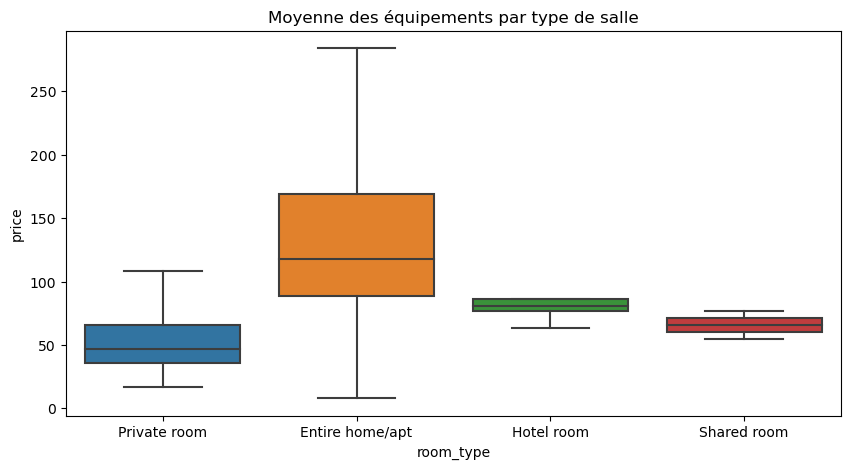 Moyenne des équipements par type de salle
price
250
200
150
100
50
0
Private room
Entire home/apt
Hotel room
Shared room
room_type